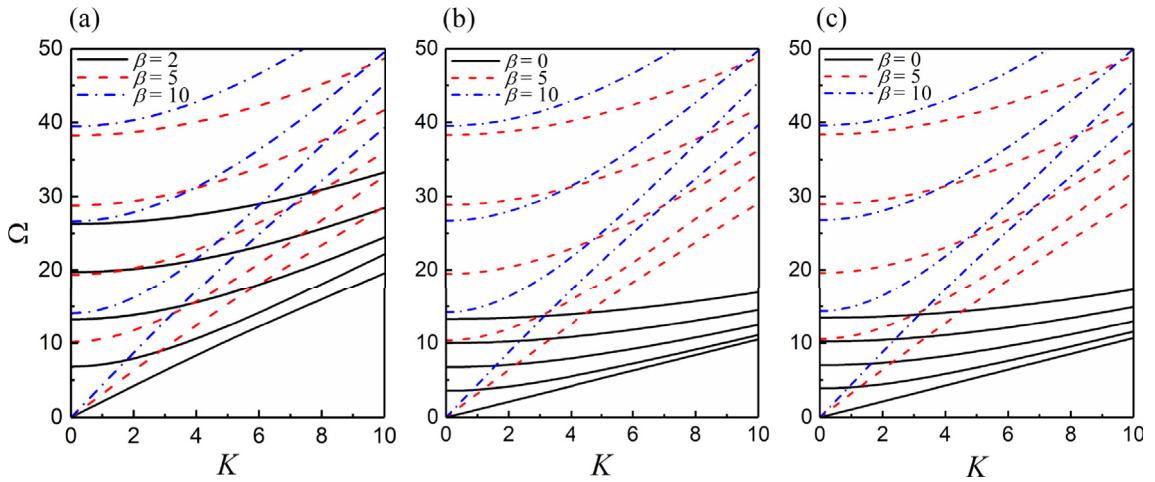 (a) (b) (c)
50 50 50
β = 2 β = 0 β = 0
β = 5 β = 5 β = 5
β = 10 β = 10 β = 10
40 40 40
30 30 30
Ω
20 20 20
10 10 10
0 0 0
0 2 4 6 8 10 0 2 4 6 8 10 0 2 4 6 8 10
K K K